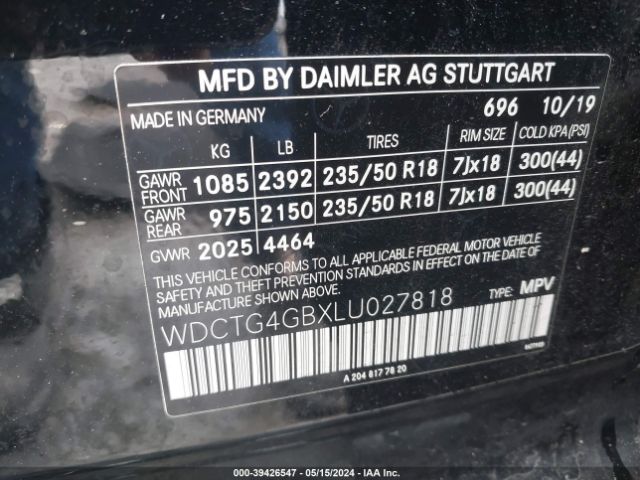 MFD BY DAIMLER AG STUTTGART
MADE IN GERMANY 696 10/19
KG LB TIRES RIM SIZE COLD KPA(PSI)
GAWR FRONT 1085 2392 235/50 R18 7Jx18 300(44)
GAWR REAR 975 2150 235/50 R18 7Jx18 300(44)
GVWR 2025 4464
THIS VEHICLE CONFORMS TO ALL APPLICABLE FEDERAL MOTOR VEHICLE
SAFETY AND THEFT PREVENTION STANDARDS IN EFFECT ON THE DATE OF
MANUFACTURE SHOWN ABOVE.
WDCTG4GBXLU027818 TYPE: MPV
A 204 817 78 20
000-39426547 - 05/15/2024 - IAA Inc.